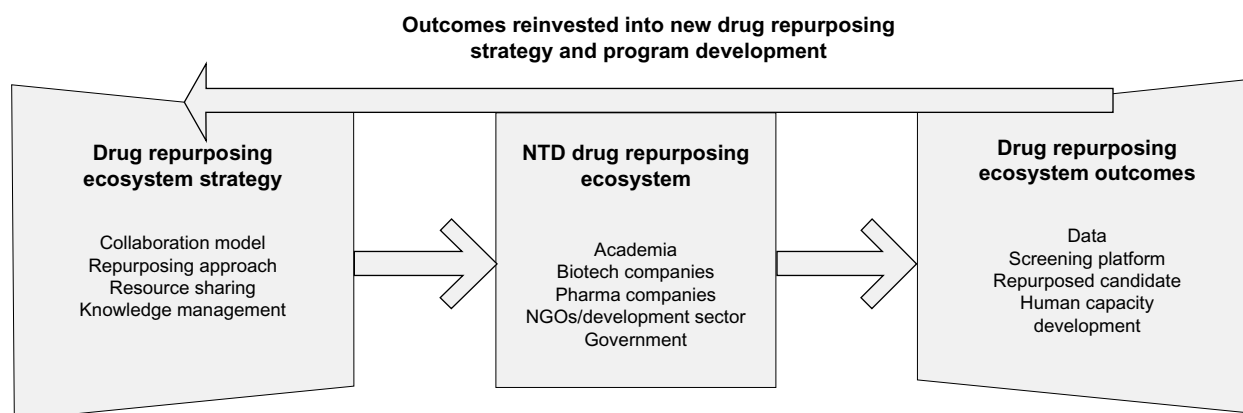 Outcomes reinvested into new drug repurposing
strategy and program development
Drug repurposing
ecosystem strategy
Collaboration model
Repurposing approach
Resource sharing
Knowledge management
NTD drug repurposing
ecosystem
Academia
Biotech companies
Pharma companies
NGOs/development sector
Government
Drug repurposing
ecosystem outcomes
Data
Screening platform
Repurposed candidate
Human capacity
development